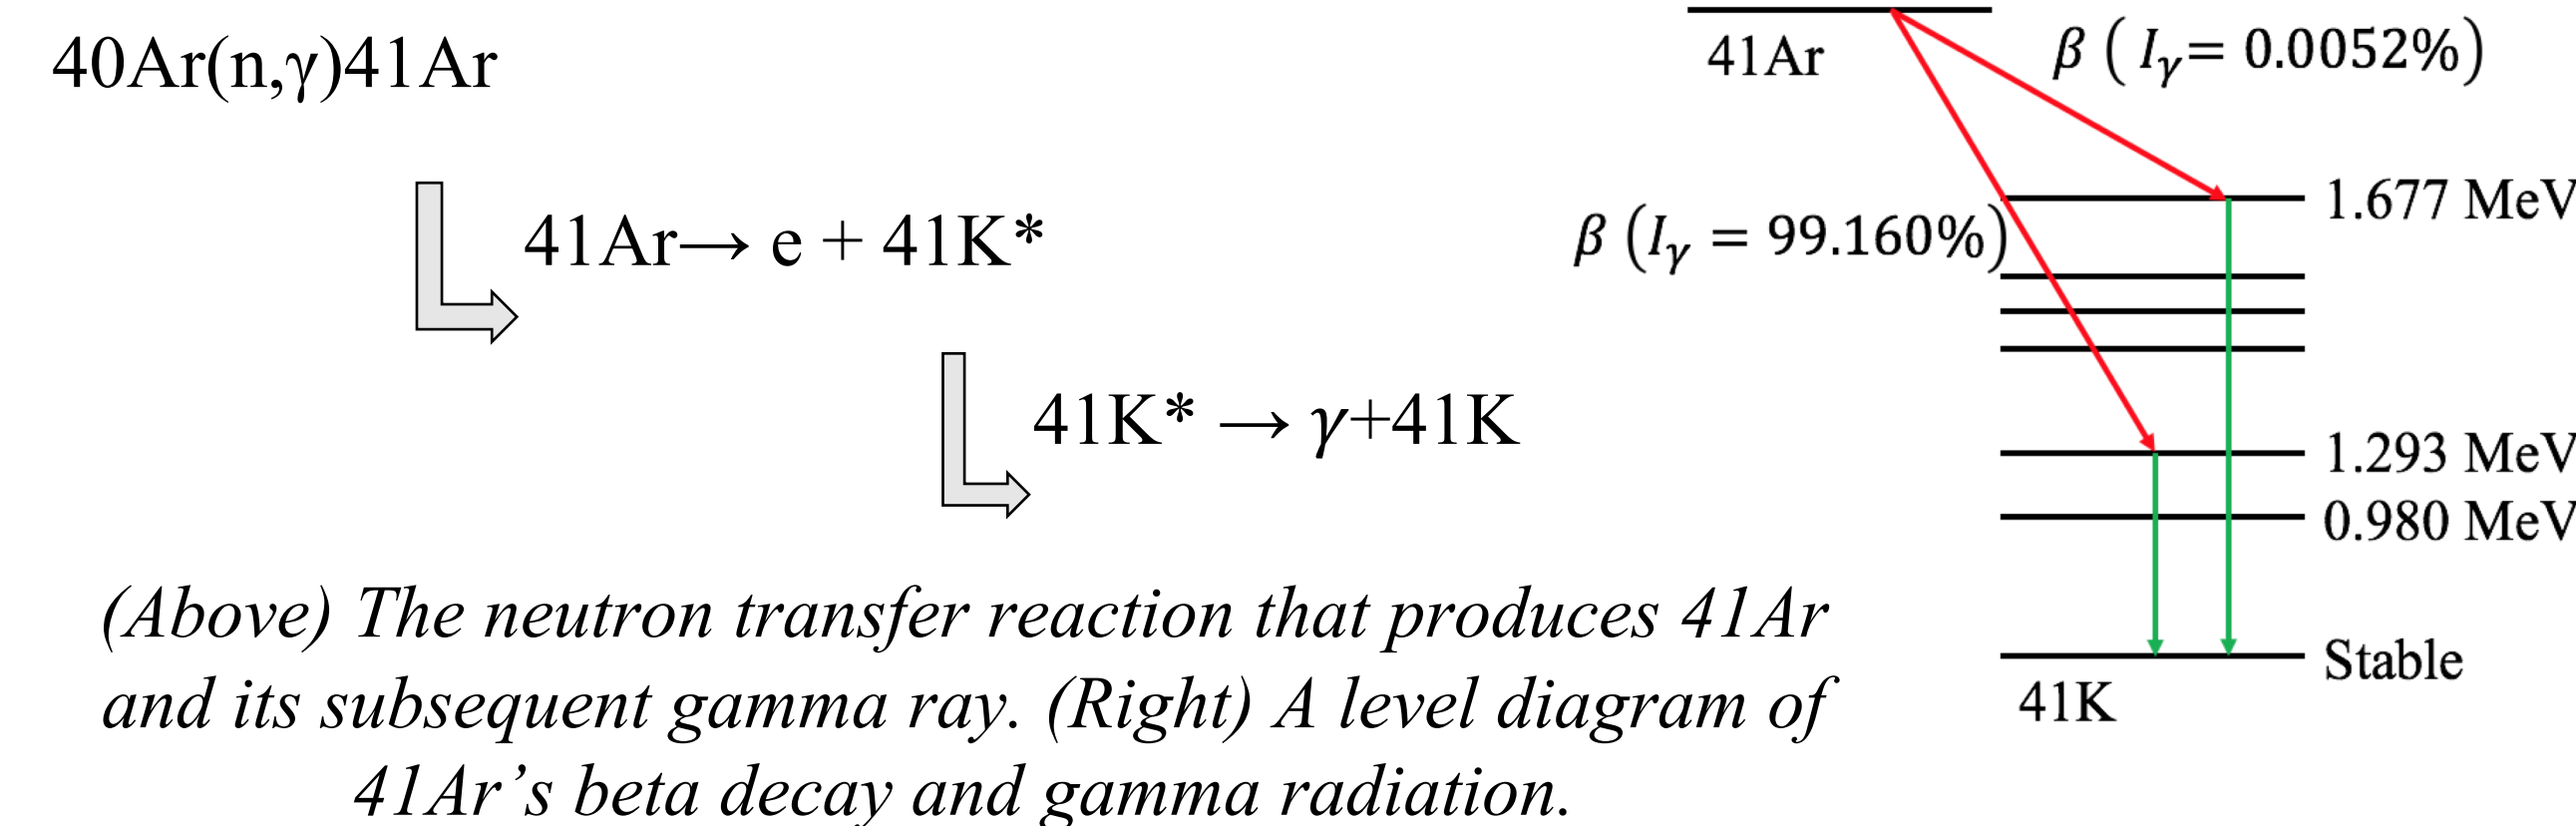 40Ar(n,γ)41Ar
41Ar→ e + 41K*
41K* → γ+41K
(Above) The neutron transfer reaction that produces 41Ar
and its subsequent gamma ray. (Right) A level diagram of
41Ar’s beta decay and gamma radiation.
41Ar
β ( Iγ= 0.0052%)
β (Iγ = 99.160%)
1.677 MeV
1.293 MeV
0.980 MeV
Stable
41K